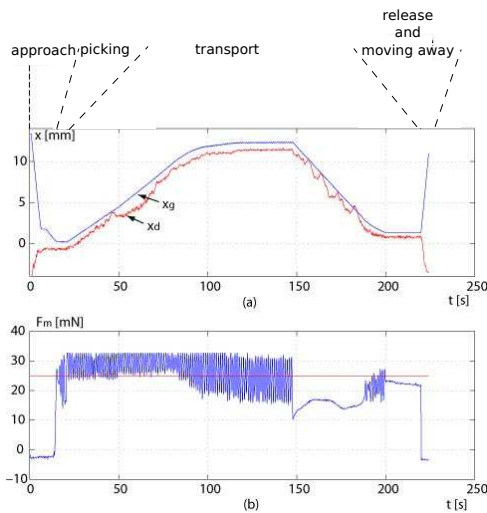 release
and
approach picking transport moving away
x [mm]
10
xg
xd
0
0 50 100 150 200 250
(a) t [s]
Fm [mN]
40
30
20
10
0
−10
0 50 100 150 200 250
(b) t [s]